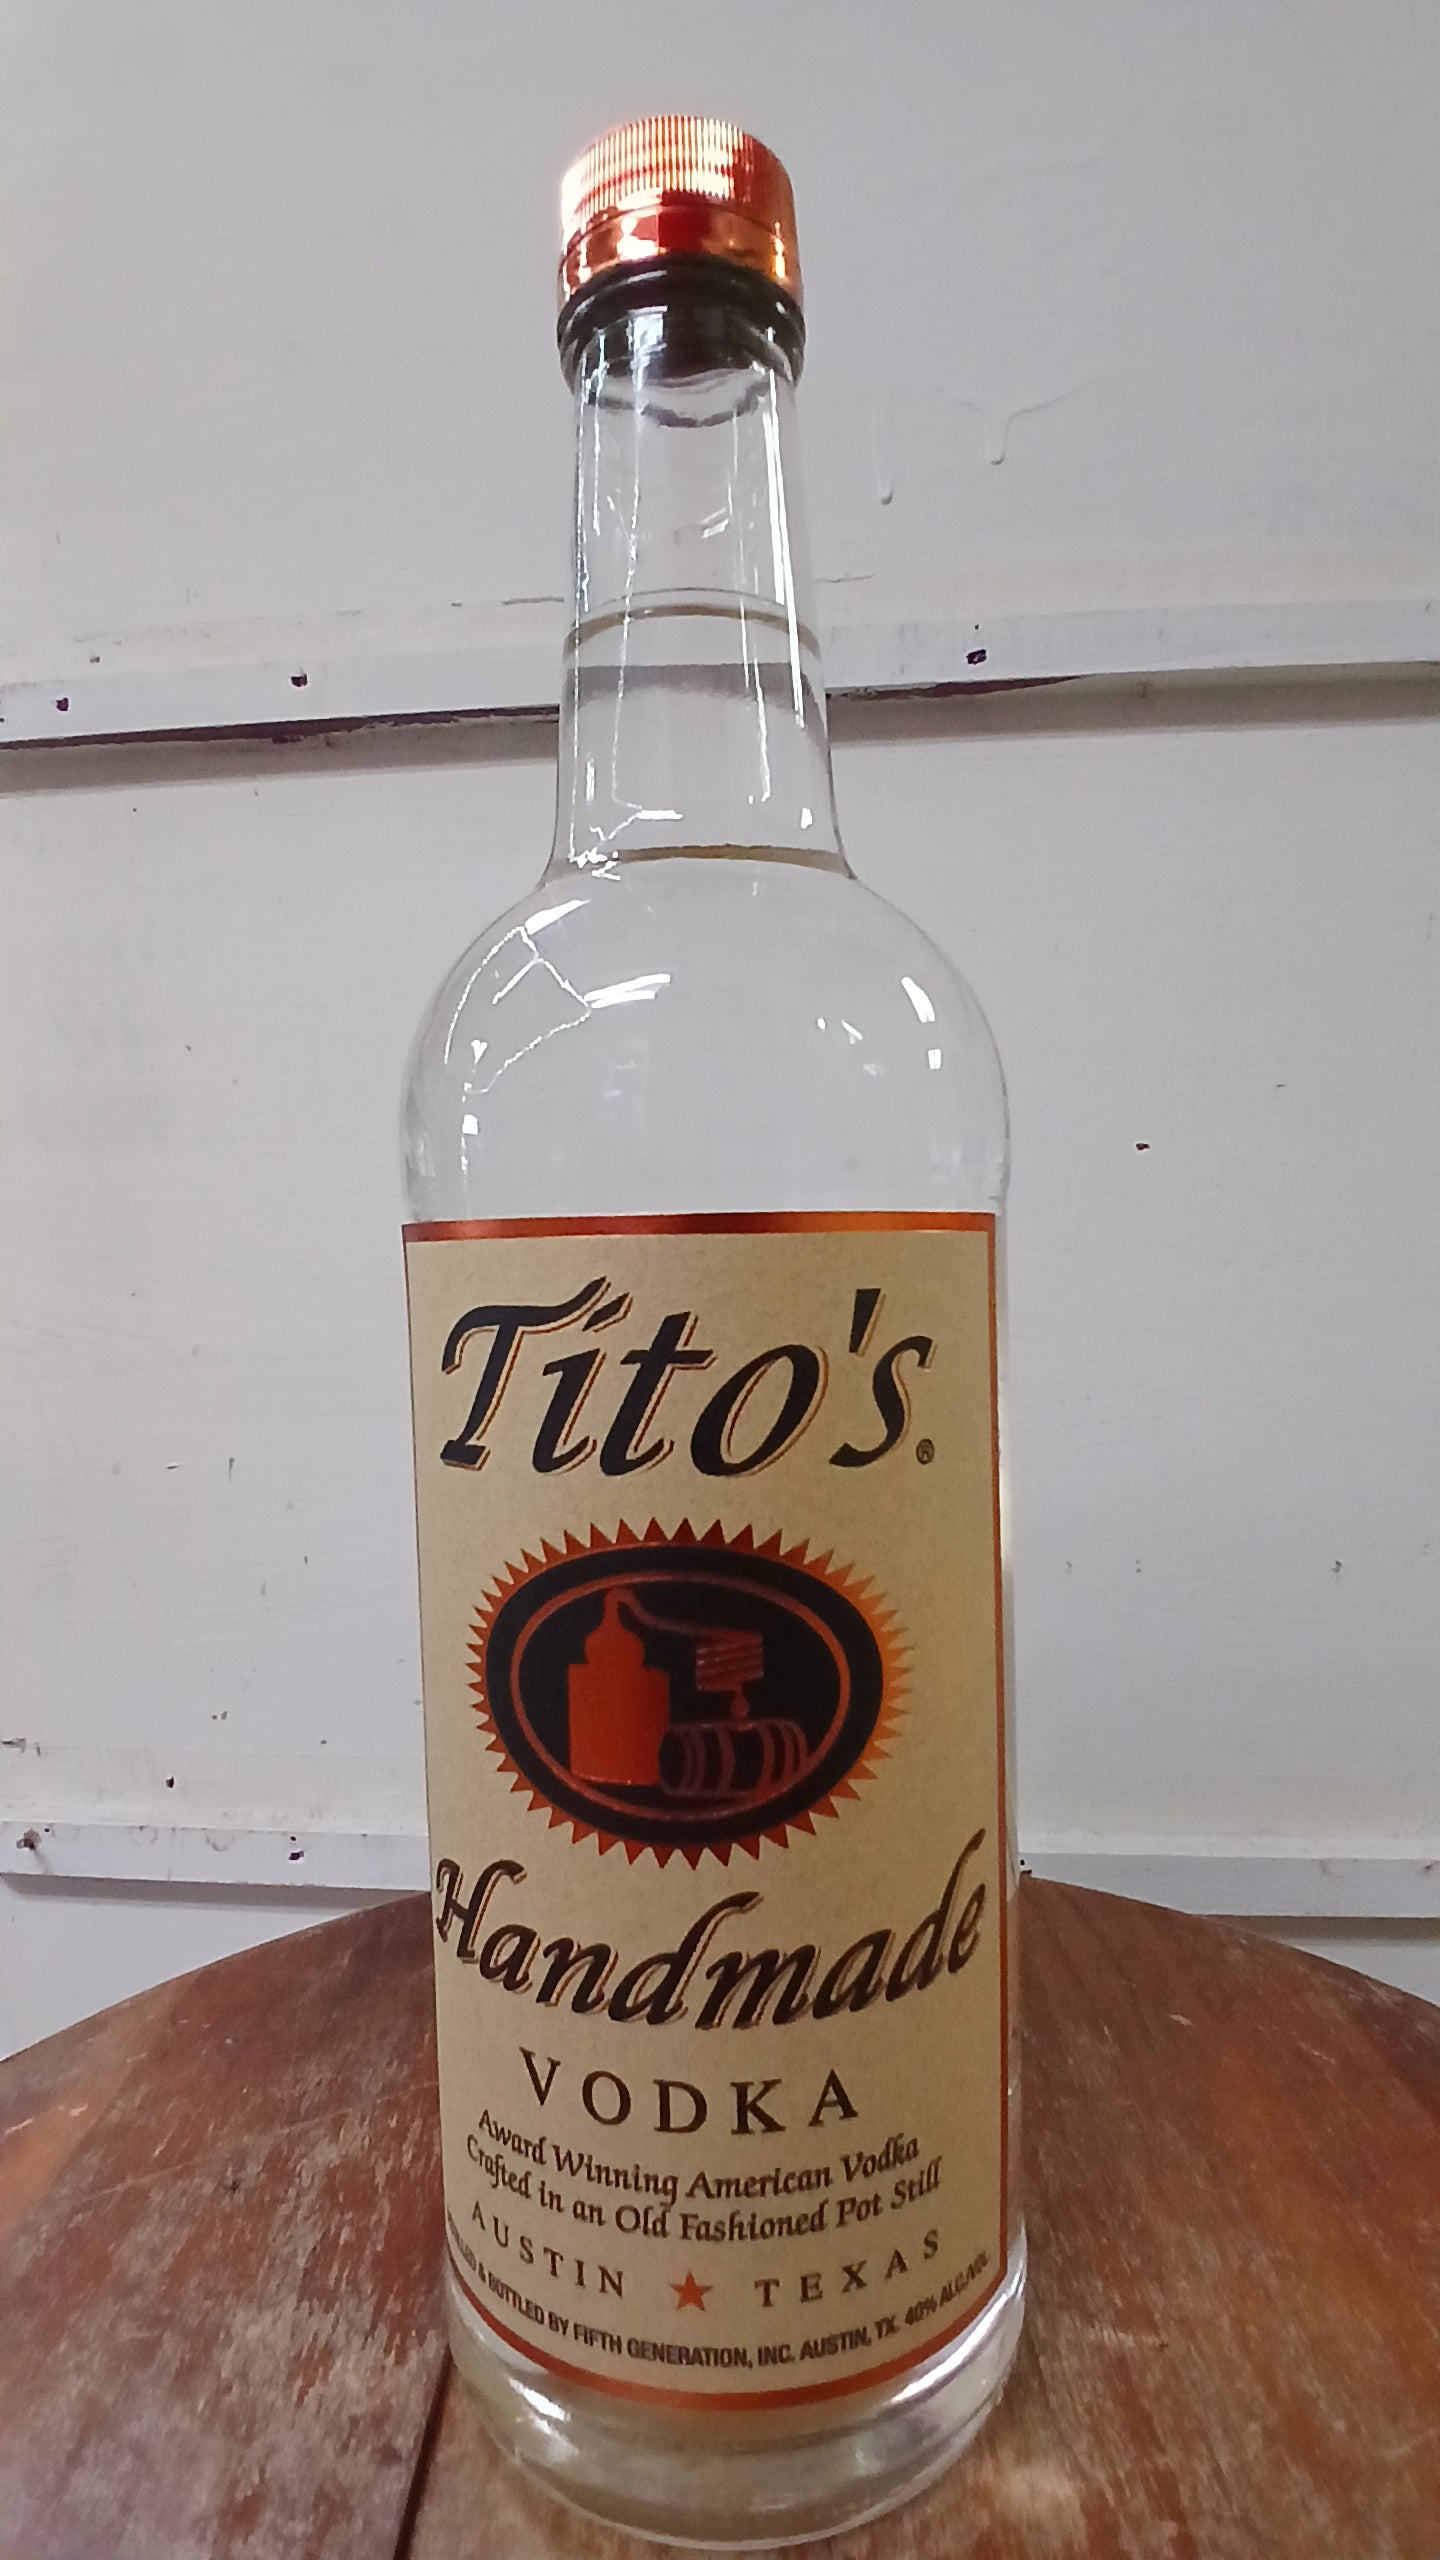 Tito's®
Handmade
VODKA
Award Winning American Vodka
Crafted in an Old Fashioned Pot Still
AUSTIN ★ TEXAS
& BOTTLED BY FIFTH GENERATION, INC. AUSTIN, TX. 40% ALC./VOL.